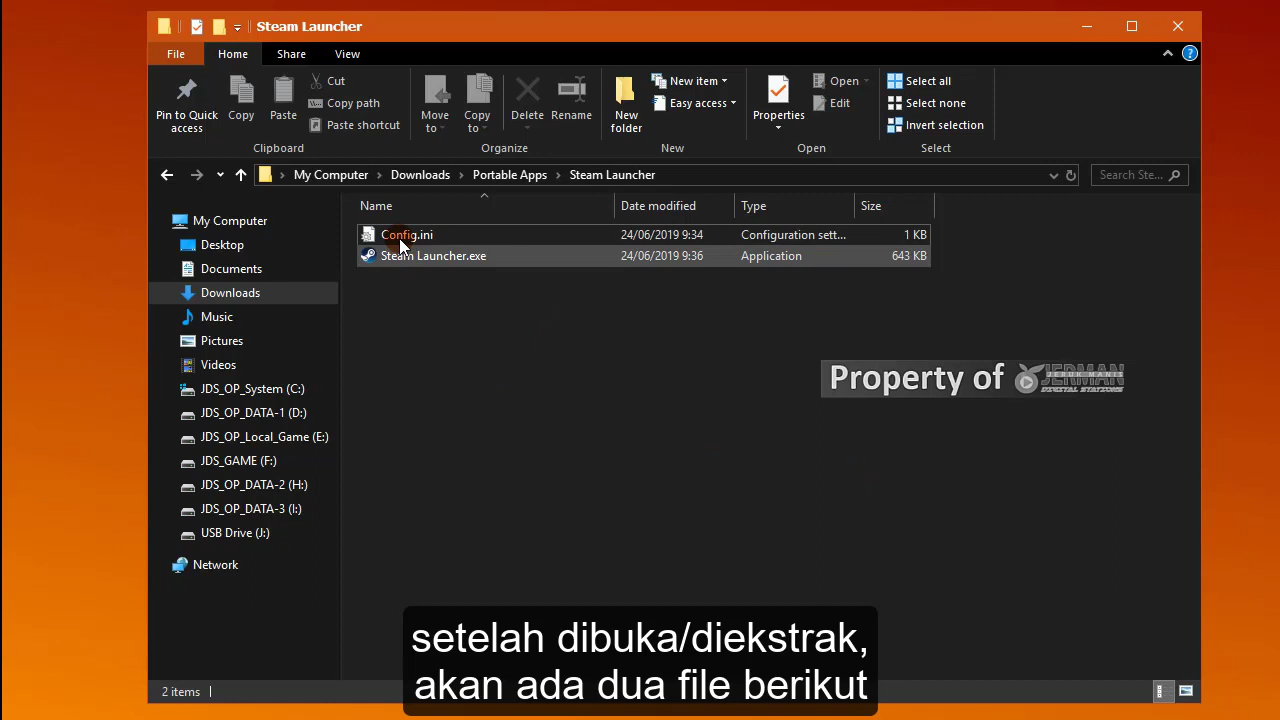 Steam Launcher
File Home Share View
Pin to Quick access
Copy
Paste
Cut
Copy path
Paste shortcut
Clipboard
Move to
Copy to
Delete
Rename
Organize
New folder
New item
Easy access
New
Properties
Open
Edit
Open
Select all
Select none
Invert selection
Select
My Computer Downloads Portable Apps Steam Launcher
Search Ste...
Name Date modified Type Size
Config.ini 24/06/2019 9:34 Configuration sett... 1 KB
Steam Launcher.exe 24/06/2019 9:36 Application 643 KB
My Computer
Desktop
Documents
Downloads
Music
Pictures
Videos
JDS_OP_System (C:)
JDS_OP_DATA-1 (D:)
JDS_OP_Local_Game (E:)
JDS_GAME (F:)
JDS_OP_DATA-2 (H:)
JDS_OP_DATA-3 (I:)
USB Drive (J:)
Network
Property of
JERUK MANIS
JERMAN
DIGITAL STATIONS
setelah dibuka/diekstrak,
akan ada dua file berikut
2 items